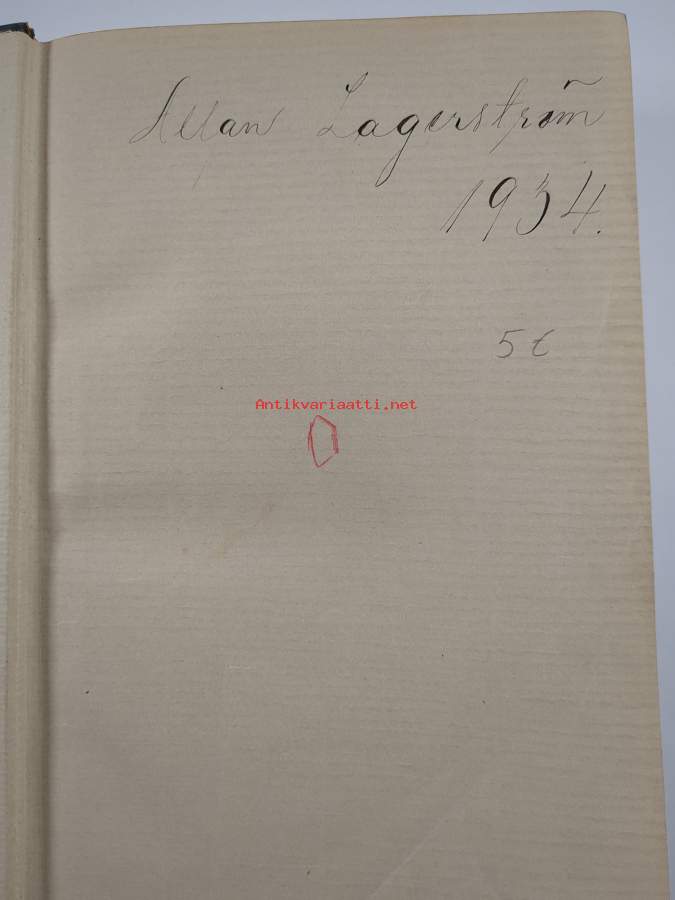 Allan Lagerström
1934.
5 €
Antikvariaatti.net